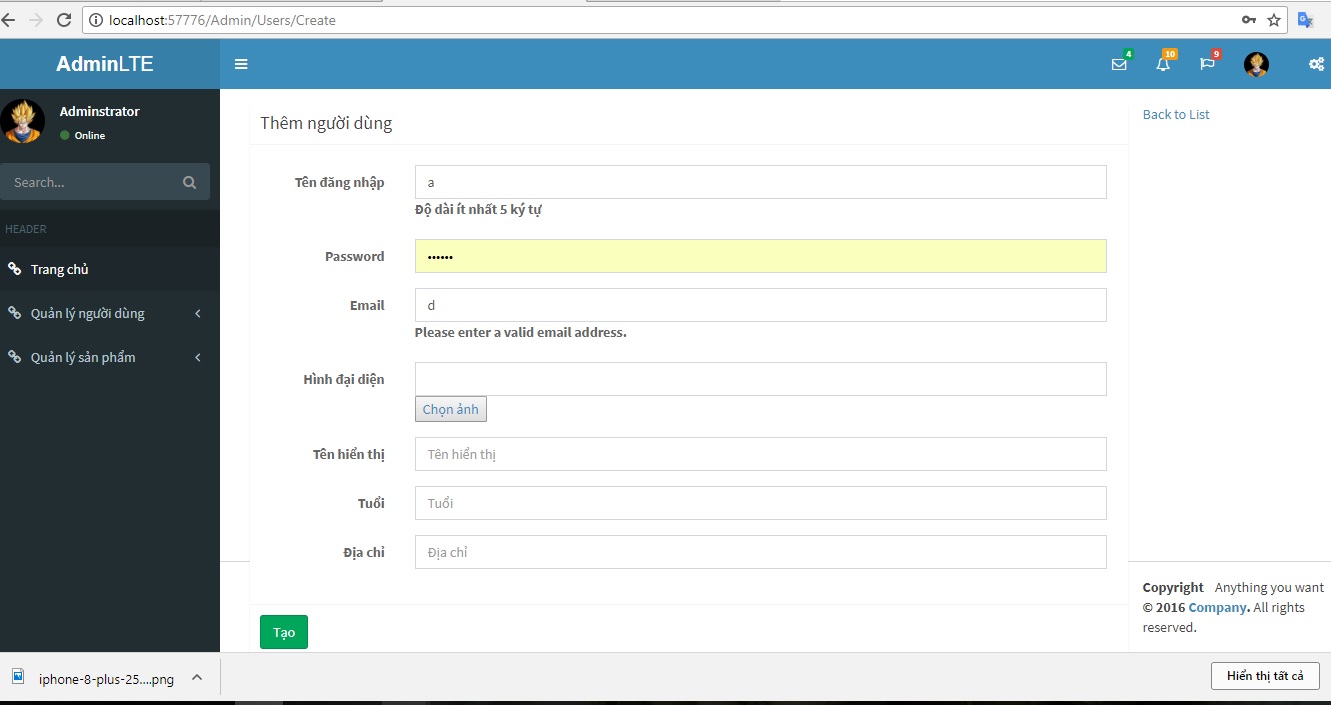 localhost:57776/Admin/Users/Create
AdminLTE
4
10
9
Adminstrator
Online
Search...
HEADER
Trang chủ
Quản lý người dùng
Quản lý sản phẩm
Thêm người dùng
Back to List
Tên đăng nhập
a
Độ dài ít nhất 5 ký tự
Password
••••••
Email
d
Please enter a valid email address.
Hình đại diện
Chọn ảnh
Tên hiển thị
Tên hiển thị
Tuổi
Tuổi
Địa chỉ
Địa chỉ
Tạo
Copyright Anything you want
© 2016 Company. All rights
reserved.
iphone-8-plus-25....png
Hiển thị tất cả